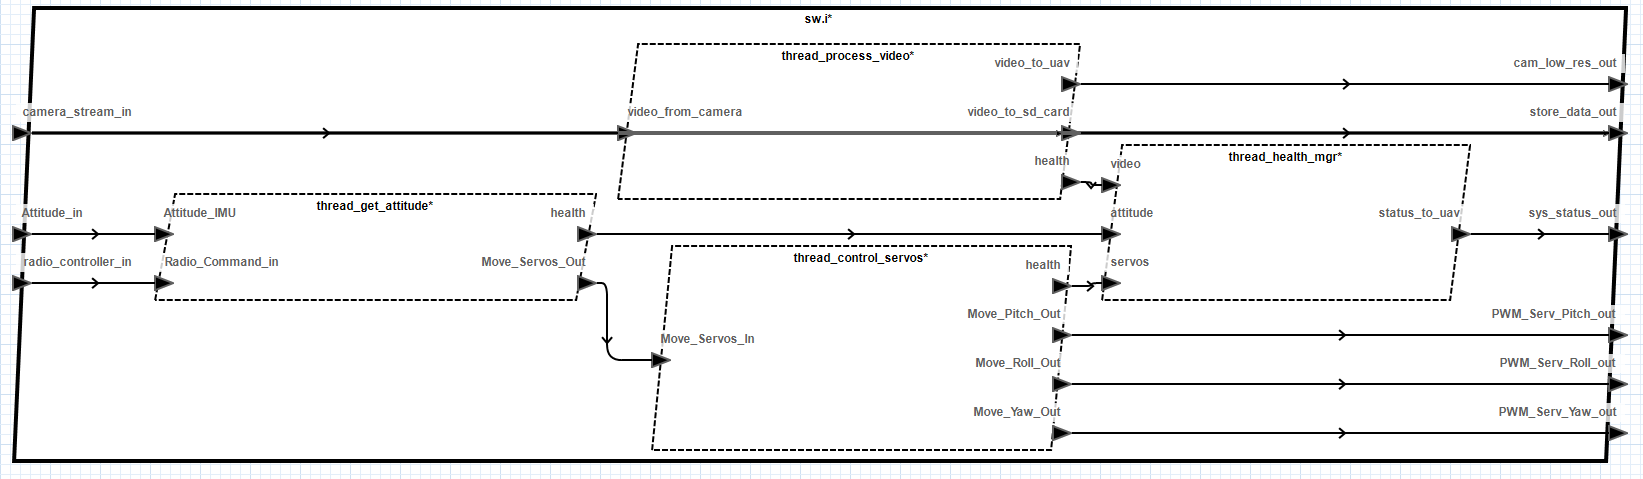 sw.i*
thread_process_video*
video_to_uav
cam_low_res_out
camera_stream_in
video_from_camera
video_to_sd_card
store_data_out
health
video
thread_health_mgr*
thread_get_attitude*
Attitude_in
Attitude_IMU
health
attitude
status_to_uav
sys_status_out
radio_controller_in
Radio_Command_in
Move_Servos_Out
thread_control_servos*
health
servos
Move_Pitch_Out
PWM_Serv_Pitch_out
Move_Servos_In
Move_Roll_Out
PWM_Serv_Roll_out
Move_Yaw_Out
PWM_Serv_Yaw_out